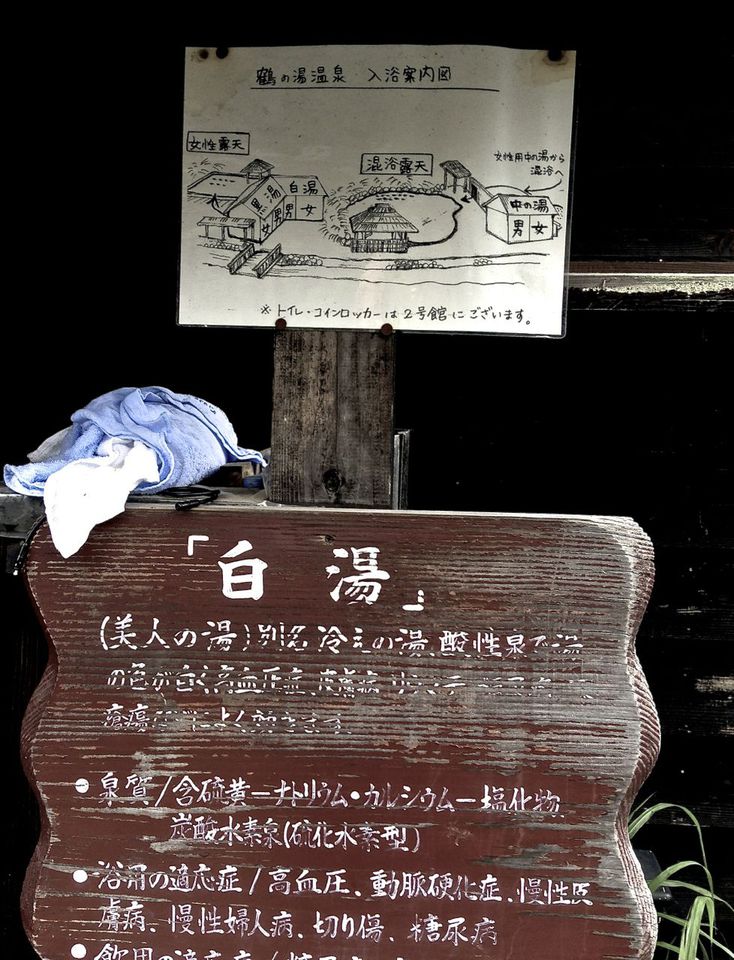 鶴の湯温泉 入浴案内図
女性露天
混浴露天
女性用中の湯から
混浴へ
黒湯
白湯
女 男
男 女
中の湯
男 女
※トイレ・コインロッカーは2号館にございます。
「白湯」
(美人の湯)別名 冷えの湯、酸性泉で湯
の色が白く高血圧症、皮膚病
よく効きます
●泉質/含硫黄ーナトリウム・カルシウムー塩化物
炭酸水素泉(硫化水素型)
●浴用の適応症/高血圧、動脈硬化症、慢性皮
膚病、慢性婦人病、切り傷、糖尿病
●飲用の適応症/糖尿